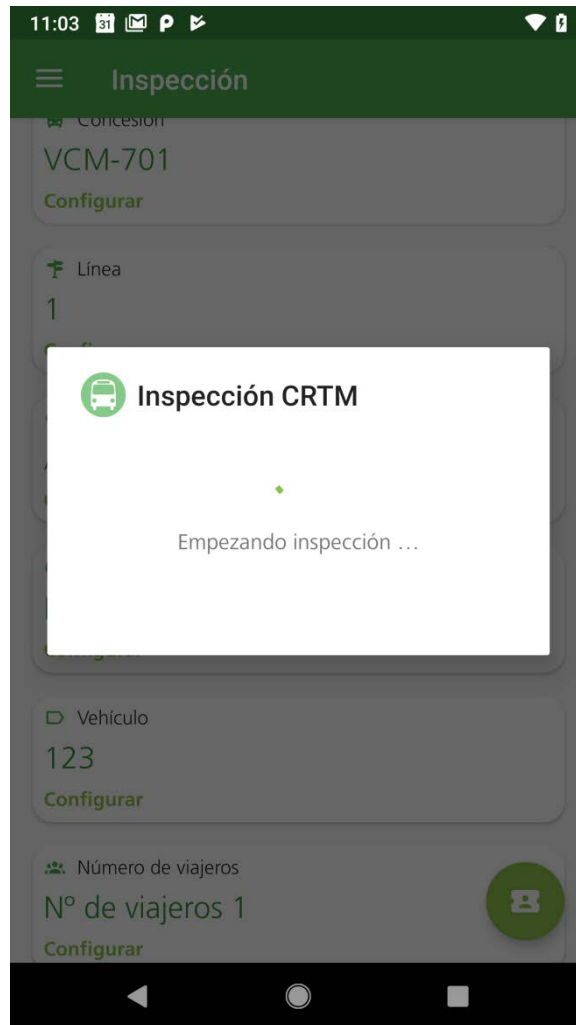 11:03 31
Inspección
Concesión
VCM-701
Configurar
Línea
1
Inspección CRTM
Empezando inspección ...
Vehículo
123
Configurar
Número de viajeros
Nº de viajeros 1
Configurar